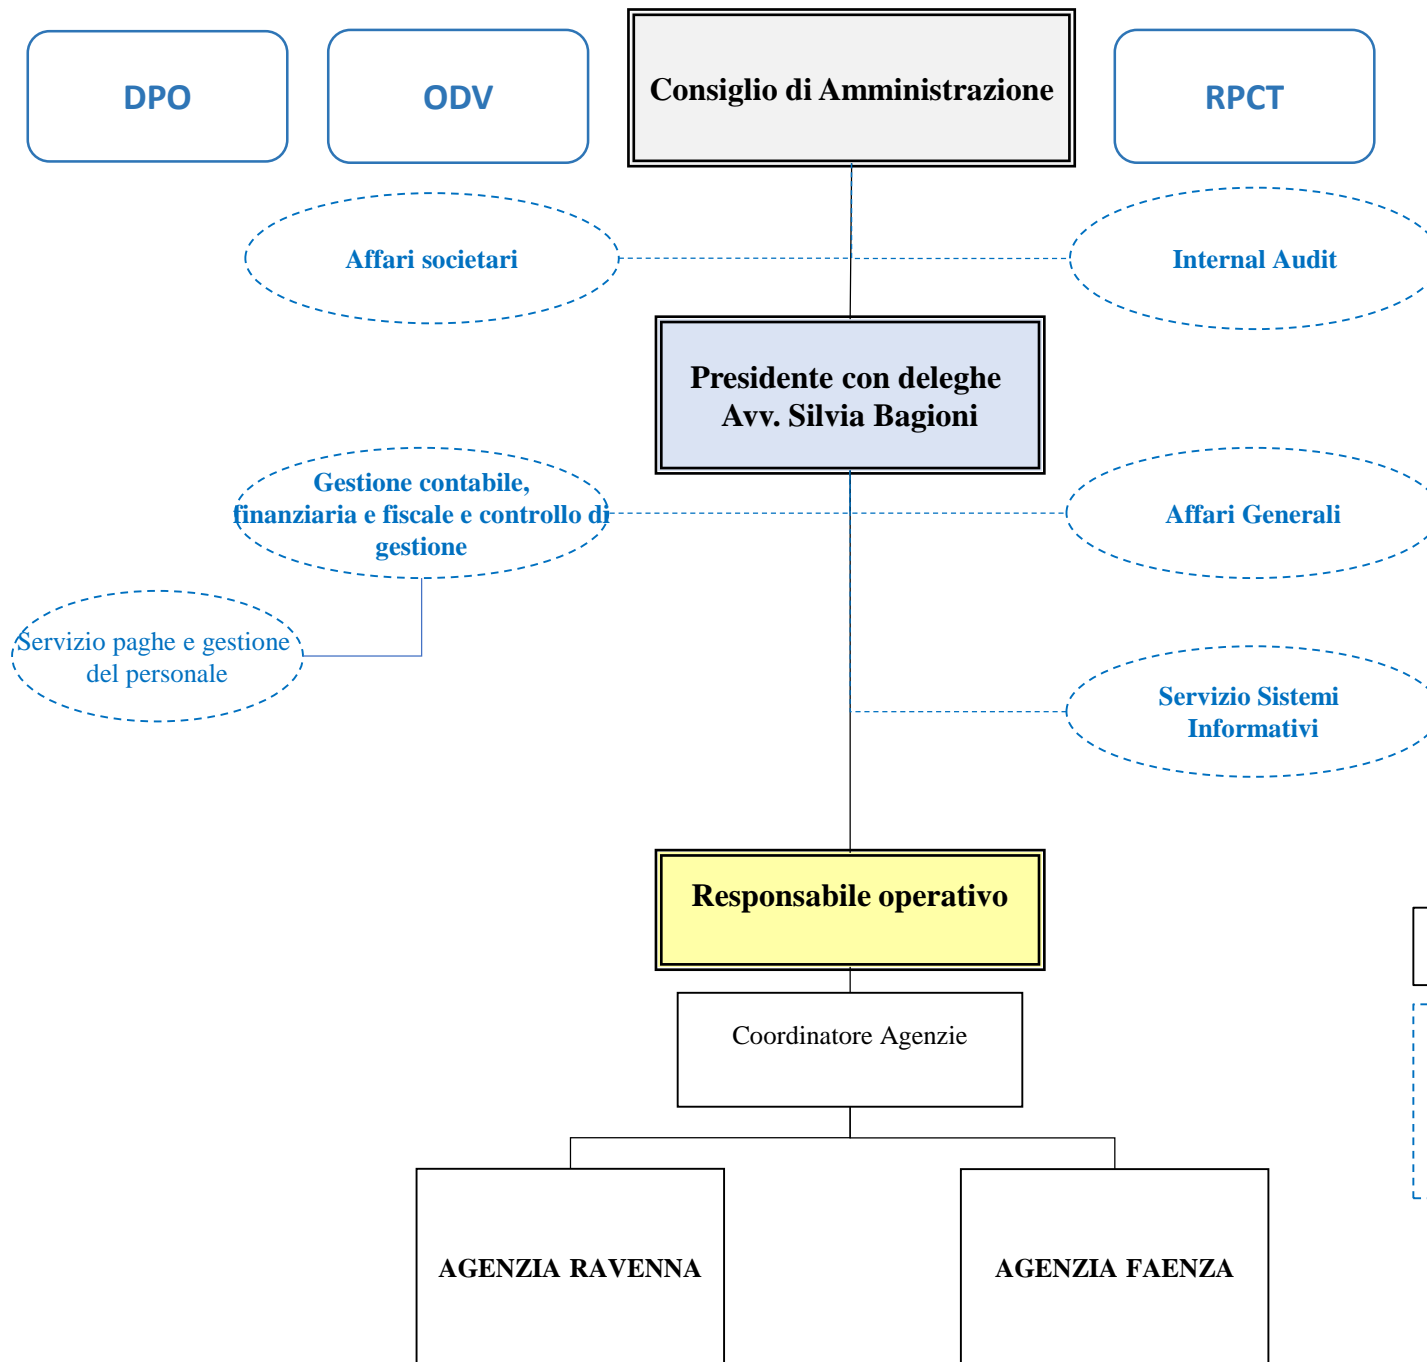 DPO
ODV
Consiglio di Amministrazione
RPCT
Affari societari
Internal Audit
Presidente con deleghe
Avv. Silvia Bagioni
Gestione contabile,
finanziaria e fiscale e controllo di
gestione
Affari Generali
Servizio paghe e gestione
del personale
Servizio Sistemi
Informativi
Responsabile operativo
Coordinatore Agenzie
AGENZIA RAVENNA
AGENZIA FAENZA